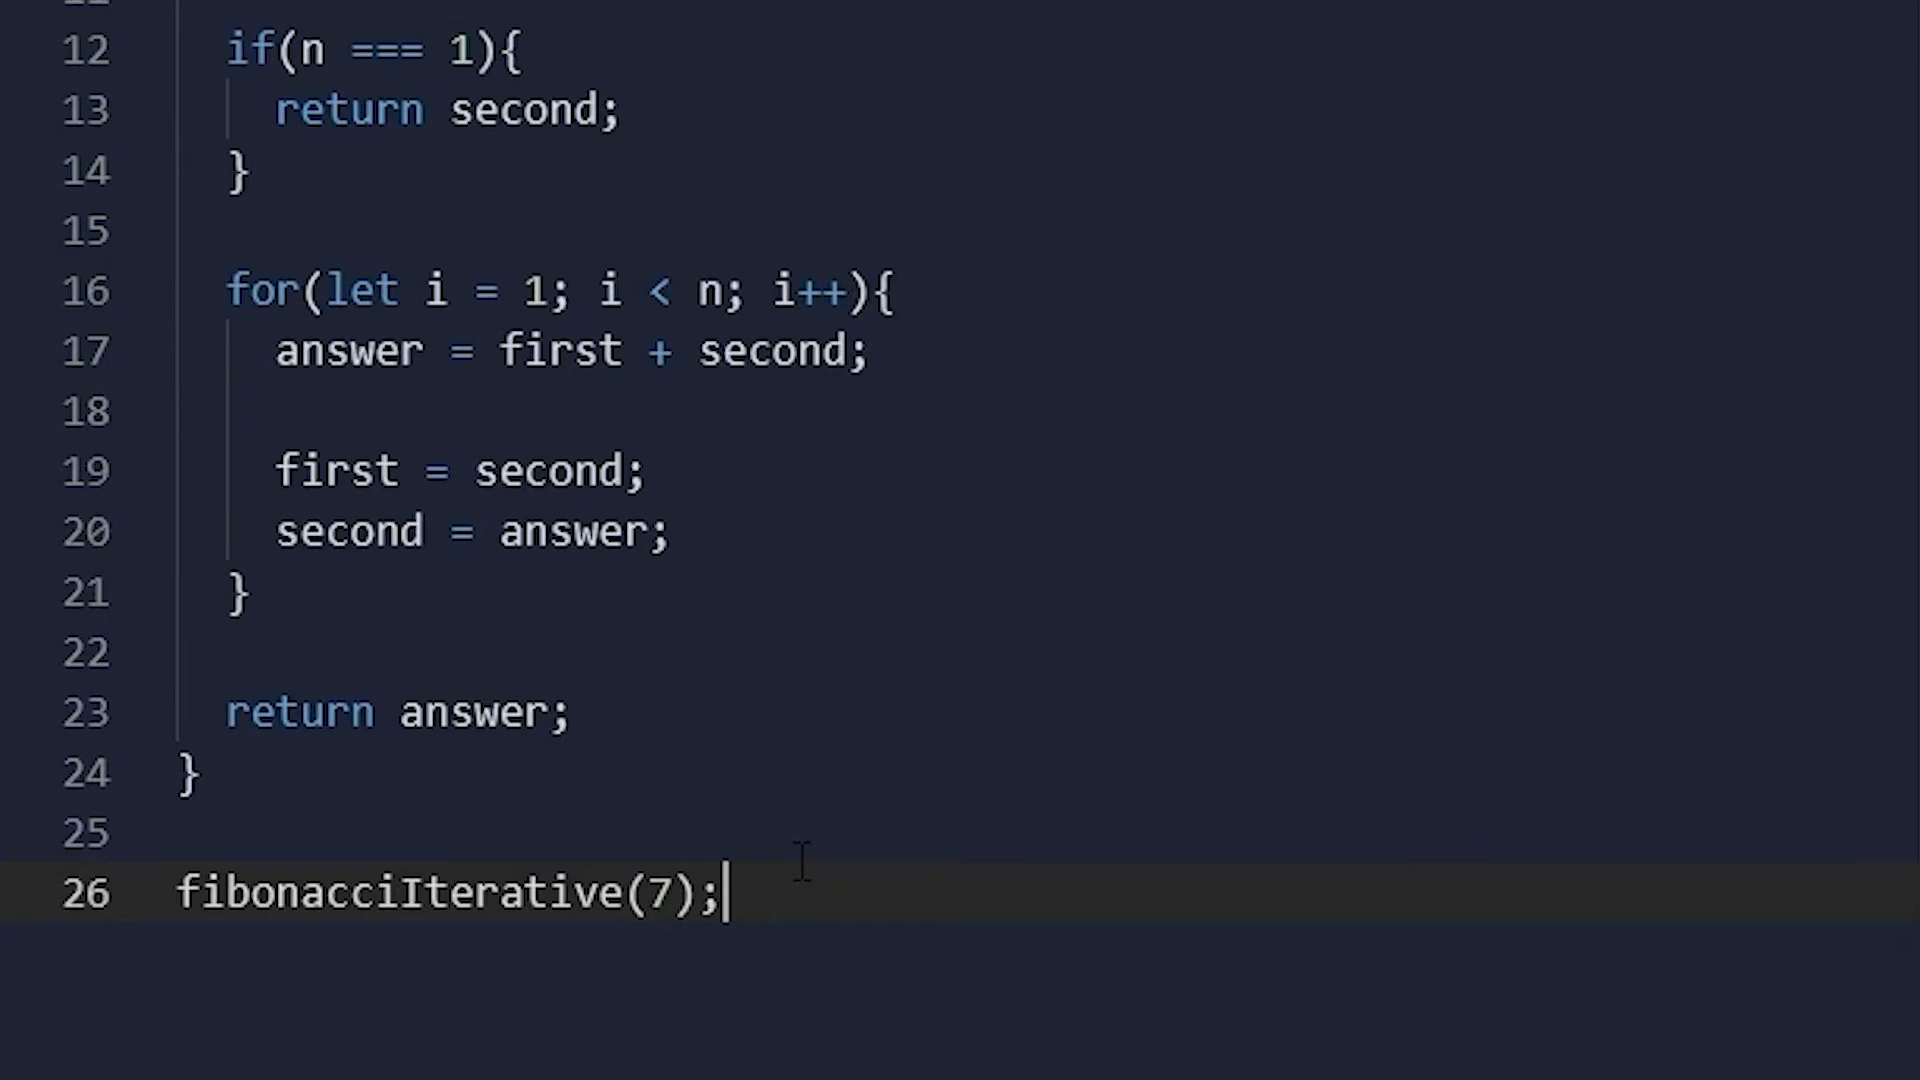 12 if(n === 1){
13 return second;
14 }
15
16 for(let i = 1; i < n; i++){
17 answer = first + second;
18
19 first = second;
20 second = answer;
21 }
22
23 return answer;
24 }
25
26 fibonacciIterative(7);